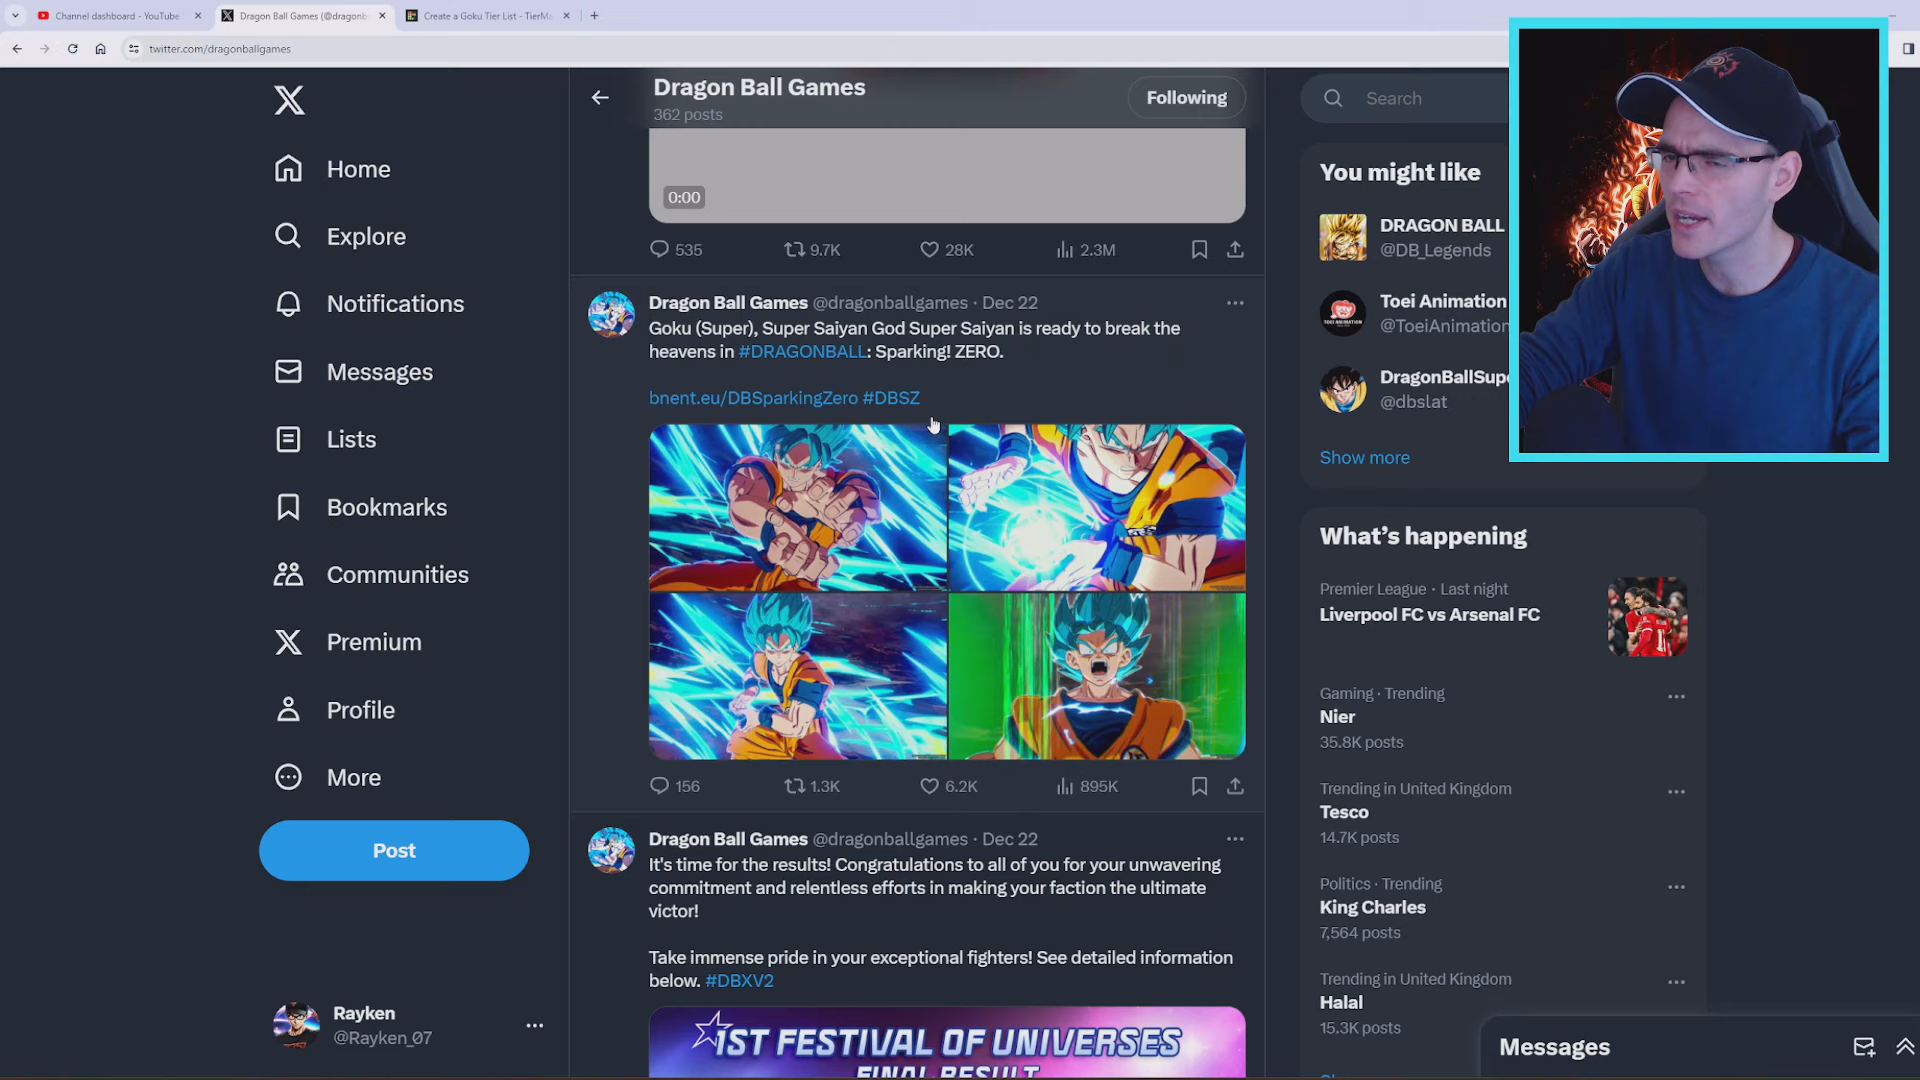 Channel dashboard - YouTube
Dragon Ball Games (@dragonb
Create a Goku Tier List - TierMa
twitter.com/dragonballgames
Dragon Ball Games
362 posts
Following
Search
0:00
535
9.7K
28K
2.3M
Home
Explore
Notifications
Messages
Lists
Bookmarks
Communities
Premium
Profile
More
Post
Rayken
@Rayken_07
Dragon Ball Games @dragonballgames · Dec 22
Goku (Super), Super Saiyan God Super Saiyan is ready to break the
heavens in #DRAGONBALL: Sparking! ZERO.
bnent.eu/DBSparkingZero #DBSZ
156
1.3K
6.2K
895K
Dragon Ball Games @dragonballgames · Dec 22
It's time for the results! Congratulations to all of you for your unwavering
commitment and relentless efforts in making your faction the ultimate
victor!
Take immense pride in your exceptional fighters! See detailed information
below. #DBXV2
1ST FESTIVAL OF UNIVERSES
FINAL RESULT
You might like
DRAGON BALL
@DB_Legends
Toei Animation
@ToeiAnimation
DragonBallSupe
@dbslat
Show more
What's happening
Premier League · Last night
Liverpool FC vs Arsenal FC
Gaming · Trending
Nier
35.8K posts
Trending in United Kingdom
Tesco
14.7K posts
Politics · Trending
King Charles
7,564 posts
Trending in United Kingdom
Halal
15.3K posts
Messages